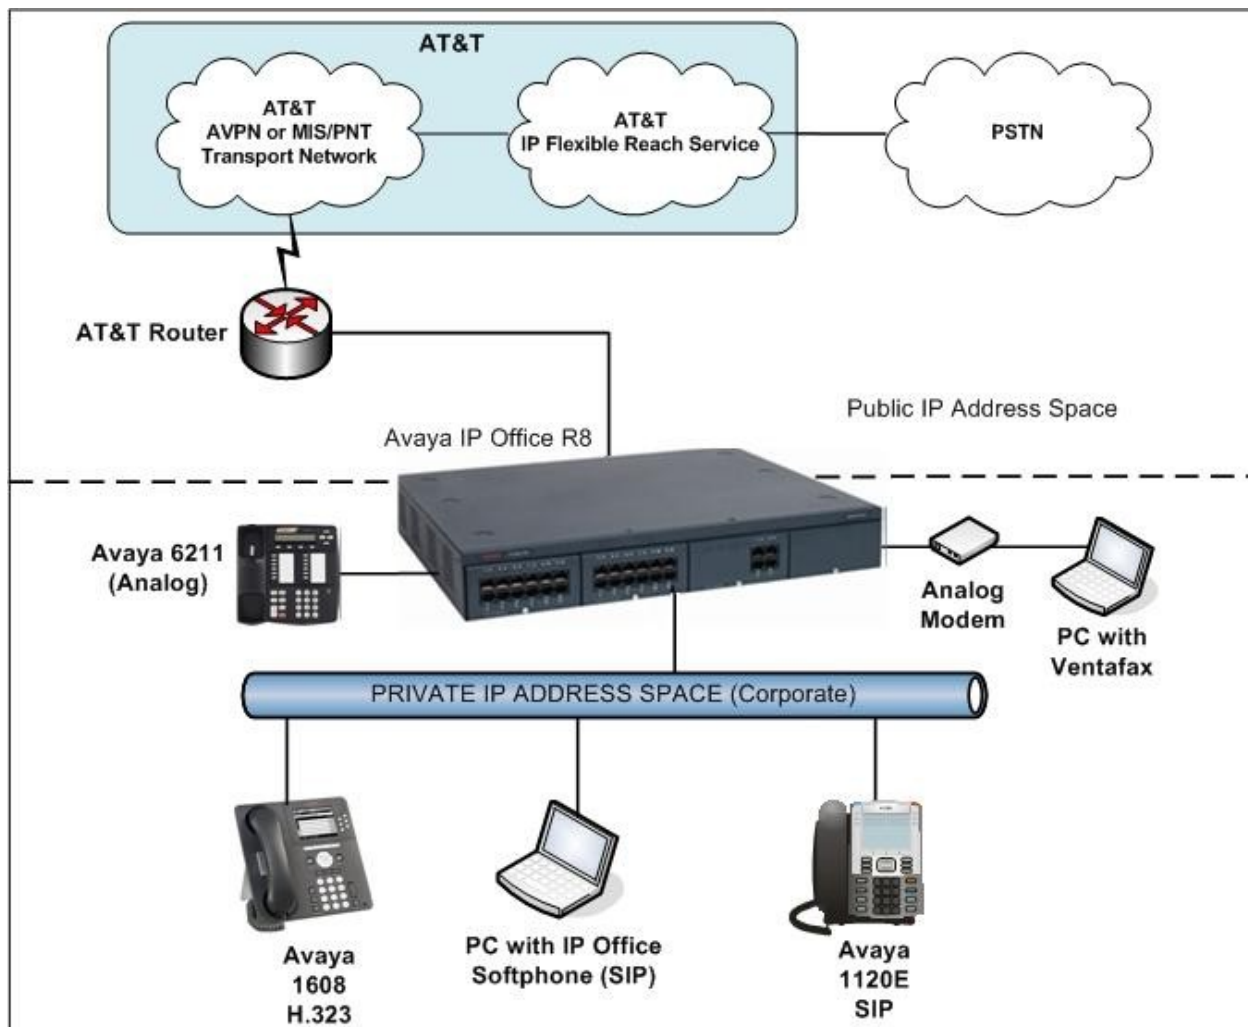 AT&T
AT&T
AVPN or MIS/PNT
Transport Network
AT&T
IP Flexible Reach Service
PSTN
AT&T Router
Public IP Address Space
Avaya IP Office R8
Avaya 6211
(Analog)
Analog
Modem
PC with
Ventafax
PRIVATE IP ADDRESS SPACE (Corporate)
Avaya
1608
H.323
PC with IP Office
Softphone (SIP)
Avaya
1120E
SIP